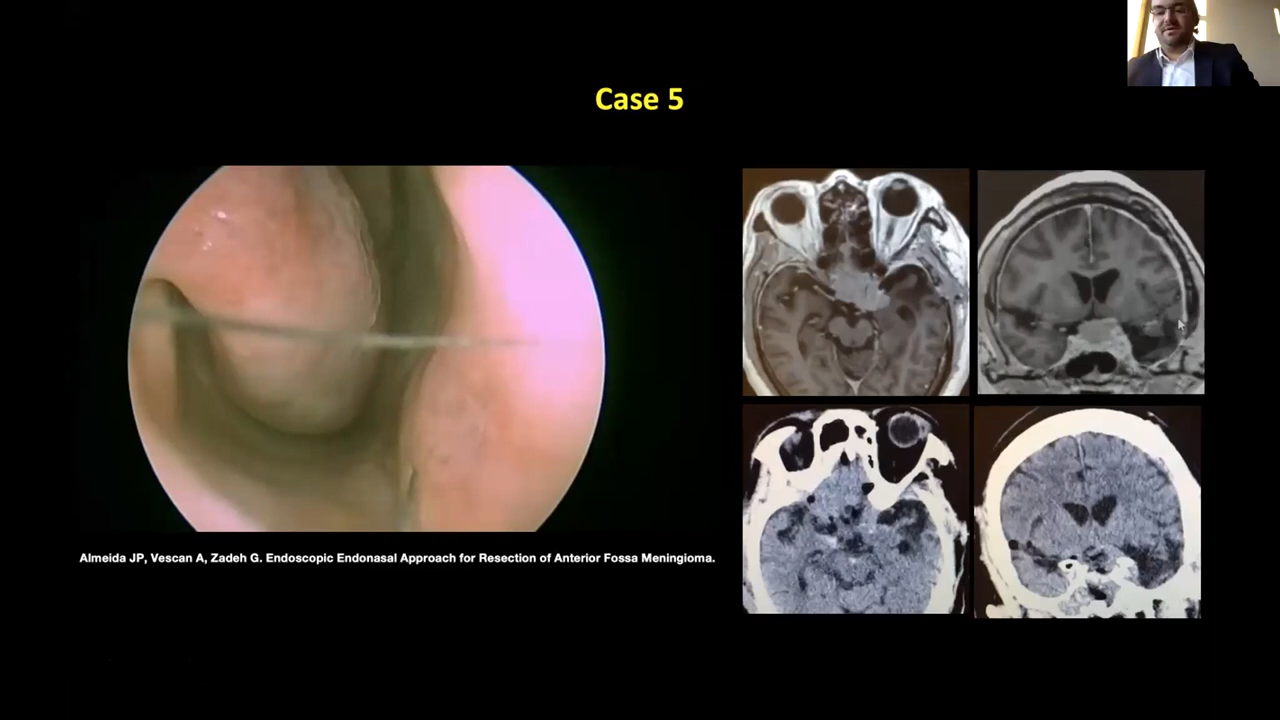 Case 5
Almeida JP, Vescan A, Zadeh G. Endoscopic Endonasal Approach for Resection of Anterior Fossa Meningioma.